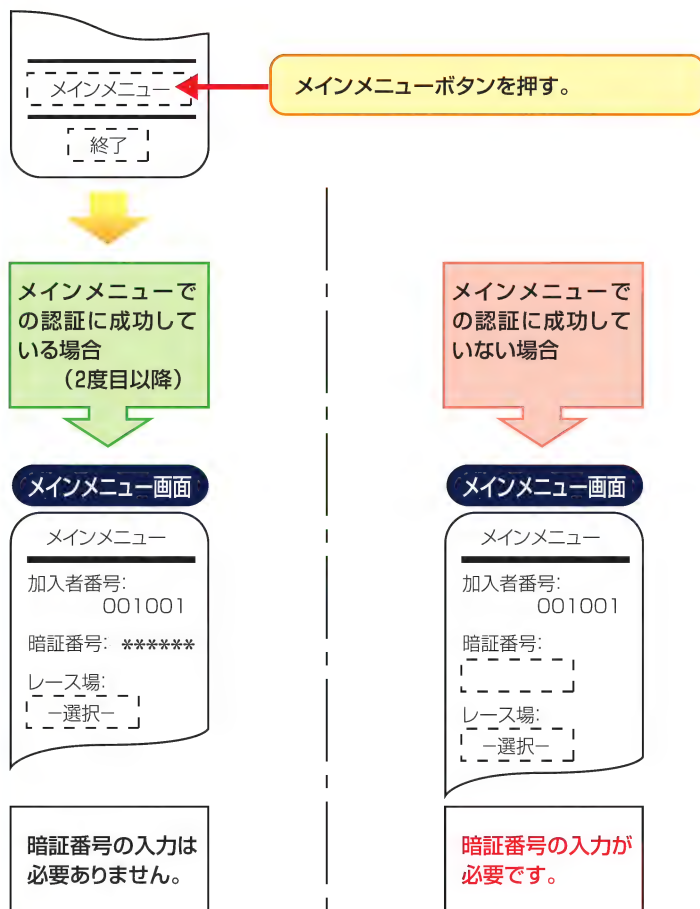 メインメニュー
メインメニューボタンを押す。
終了
メインメニューで
の認証に成功して
いる場合
（2度目以降）
メインメニュー画面
メインメニュー
加入者番号:
001001
暗証番号: ******
レース場:
−選択−
暗証番号の入力は
必要ありません。
メインメニューで
の認証に成功して
いない場合
メインメニュー画面
メインメニュー
加入者番号:
001001
暗証番号:
レース場:
−選択−
暗証番号の入力が
必要です。